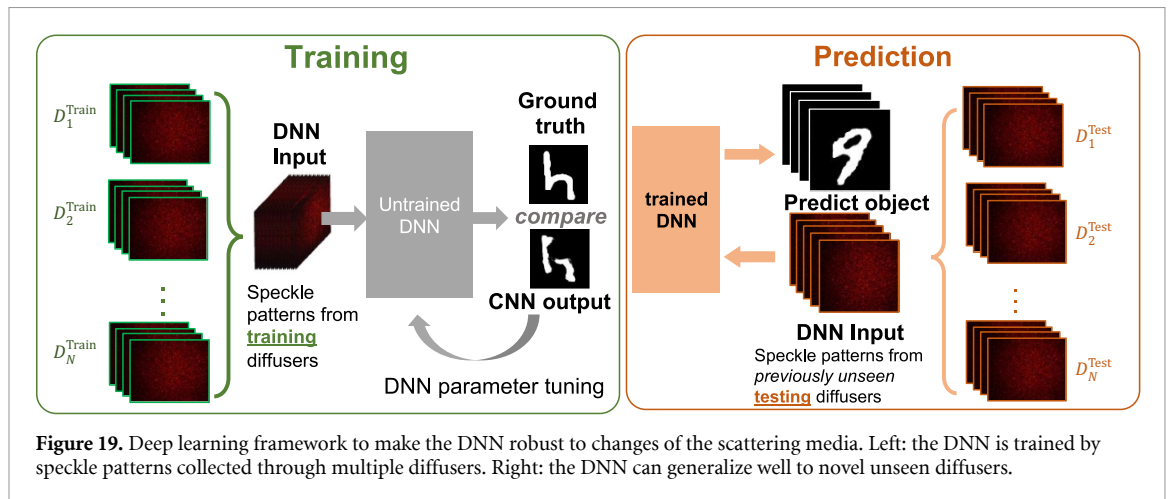 Training
D_1^Train
D_2^Train
⋮
D_N^Train
DNN
Input
Speckle
patterns from
training
diffusers
Untrained
DNN
Ground
truth
h
compare
h
CNN output
DNN parameter tuning
Prediction
trained
DNN
9
Predict object
DNN Input
Speckle patterns from
previously unseen
testing diffusers
D_1^Test
D_2^Test
⋮
D_N^Test
Figure 19. Deep learning framework to make the DNN robust to changes of the scattering media. Left: the DNN is trained by
speckle patterns collected through multiple diffusers. Right: the DNN can generalize well to novel unseen diffusers.